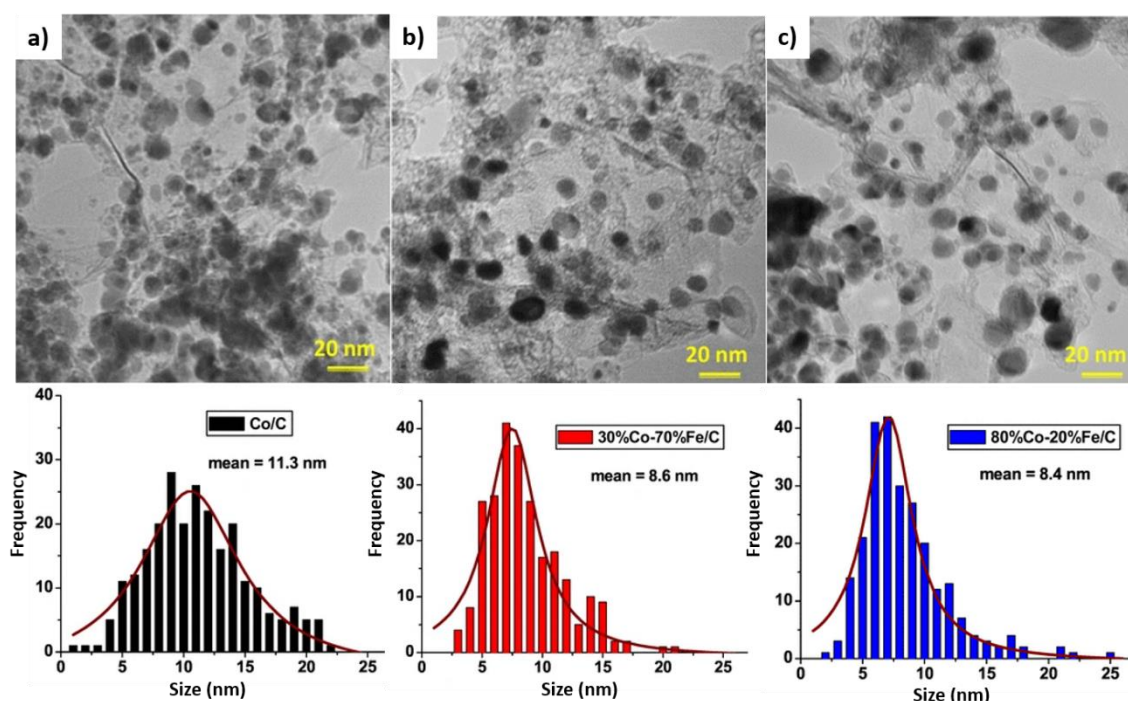 a)
b)
c)
20 nm
20 nm
20 nm
40
30
20
10
0
Frequency
Co/C
mean = 11.3 nm
5 10 15 20 25
Size (nm)
40
30
20
10
0
Frequency
30%Co-70%Fe/C
mean = 8.6 nm
5 10 15 20 25
Size (nm)
40
30
20
10
0
Frequency
80%Co-20%Fe/C
mean = 8.4 nm
5 10 15 20 25
Size (nm)